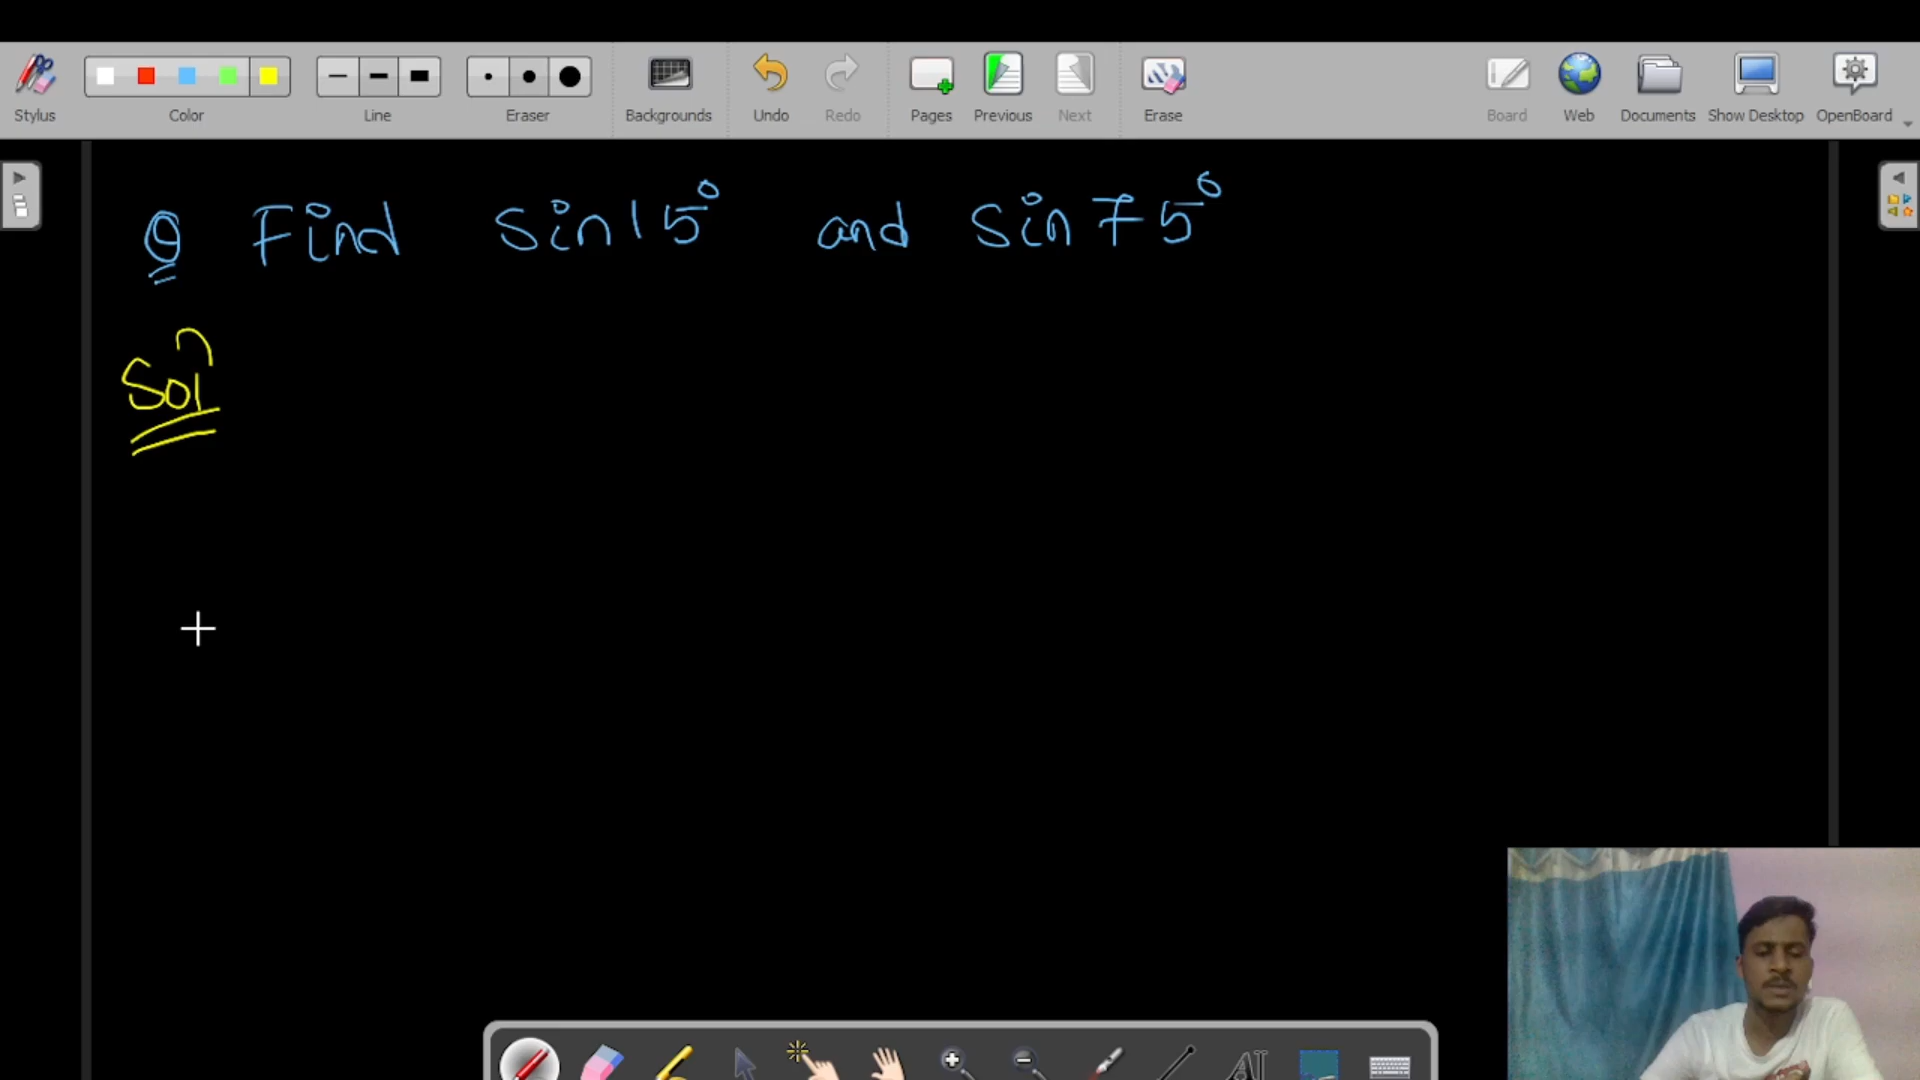 Stylus Color Line Eraser Backgrounds Undo Redo Pages Previous Next Erase Board Web Documents Show Desktop OpenBoard
Q Find Sin15° and Sin75°
Sol